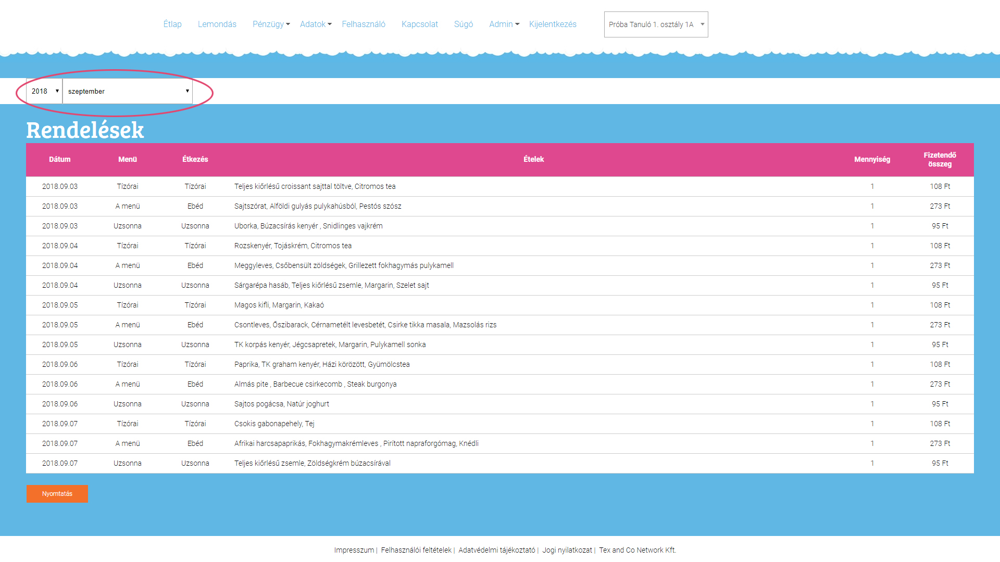 Étlap Lemondás Pénzügy Adatok Felhasználó Kapcsolat Súgó Admin Kijelentkezés Próba Tanuló 1. osztály 1A
2018 szeptember
Rendelések
Dátum Menü Étkezés Ételek Mennyiség Fizetendő összeg
2018.09.03 Tízórai Tízórai Teljes kiőrlésű croissant sajttal töltve, Citromos tea 1 108 Ft
2018.09.03 A menü Ebéd Sajtszórat, Alföldi gulyás pulykahúsból, Pestós szósz 1 273 Ft
2018.09.03 Uzsonna Uzsonna Uborka, Búzacsírás kenyér , Snidlinges vajkrém 1 95 Ft
2018.09.04 Tízórai Tízórai Rozskenyér, Tojáskrém, Citromos tea 1 108 Ft
2018.09.04 A menü Ebéd Meggyleves, Csőbensült zöldségek, Grillezett fokhagymás pulykamell 1 273 Ft
2018.09.04 Uzsonna Uzsonna Sárgarépa hasáb, Teljes kiőrlésű zsemle, Margarin, Szelet sajt 1 95 Ft
2018.09.05 Tízórai Tízórai Magos kifli, Margarin, Kakaó 1 108 Ft
2018.09.05 A menü Ebéd Csontleves, Őszibarack, Cérnametélt levesbetét, Csirke tikka masala, Mazsolás rizs 1 273 Ft
2018.09.05 Uzsonna Uzsonna TK korpás kenyér, Jégcsapretek, Margarin, Pulykamell sonka 1 95 Ft
2018.09.06 Tízórai Tízórai Paprika, TK graham kenyér, Házi körözött, Gyümölcstea 1 108 Ft
2018.09.06 A menü Ebéd Almás pite , Barbecue csirkecomb , Steak burgonya 1 273 Ft
2018.09.06 Uzsonna Uzsonna Sajtos pogácsa, Natúr joghurt 1 95 Ft
2018.09.07 Tízórai Tízórai Csokis gabonapehely, Tej 1 108 Ft
2018.09.07 A menü Ebéd Afrikai harcsapaprikás, Fokhagymakrémleves , Pirított napraforgómag, Knédli 1 273 Ft
2018.09.07 Uzsonna Uzsonna Teljes kiőrlésű zsemle, Zöldségkrém búzacsírával 1 95 Ft
Nyomtatás
Impresszum | Felhasználói feltételek | Adatvédelmi tájékoztató | Jogi nyilatkozat | Tex and Co Network Kft.